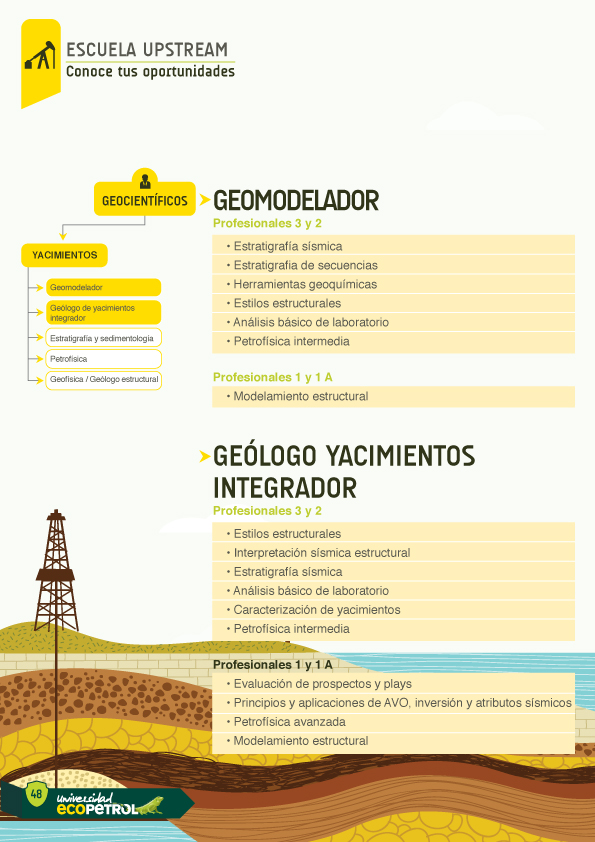 ESCUELA UPSTREAM
Conoce tus oportunidades
GEOCIENTÍFICOS
YACIMIENTOS
Geomodelador
Geólogo de yacimientos
integrador
Estratigrafía y sedimentología
Petrofísica
Geofísica / Geólogo estructural
GEOMODELADOR
Profesionales 3 y 2
• Estratigrafía sísmica
• Estratigrafia de secuencias
• Herramientas geoquímicas
• Estilos estructurales
• Análisis básico de laboratorio
• Petrofísica intermedia
Profesionales 1 y 1 A
• Modelamiento estructural
GEÓLOGO YACIMIENTOS
INTEGRADOR
Profesionales 3 y 2
• Estilos estructurales
• Interpretación sísmica estructural
• Estratigrafía sísmica
• Análisis básico de laboratorio
• Caracterización de yacimientos
• Petrofísica intermedia
Profesionales 1 y 1 A
• Evaluación de prospectos y plays
• Principios y aplicaciones de AVO, inversión y atributos sísmicos
• Petrofísica avanzada
• Modelamiento estructural
48
universidad
ecopetrol